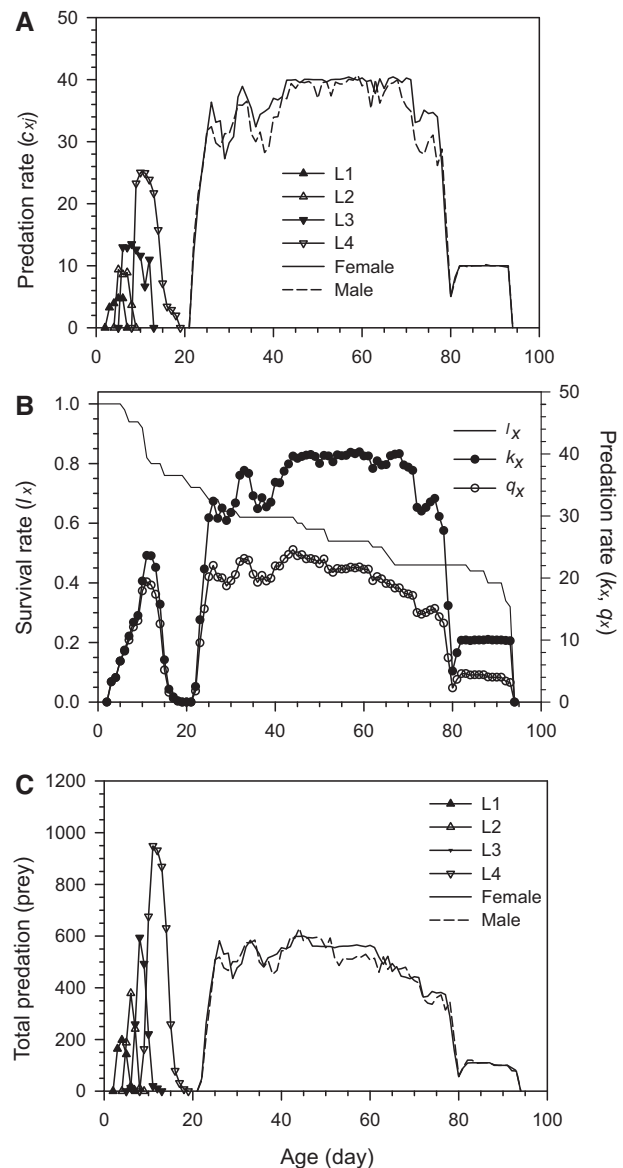 A
50
40
30
20
10
0
Predation rate (cxj)
L1
L2
L3
L4
Female
Male
0 20 40 60 80 100
B
1.0
0.8
0.6
0.4
0.2
0.0
Survival rate (lx)
lx
kx
qx
50
40
30
20
10
0
Predation rate (kx, qx)
0 20 40 60 80 100
C
1200
1000
800
600
400
200
0
Total predation (prey)
L1
L2
L3
L4
Female
Male
0 20 40 60 80 100
Age (day)